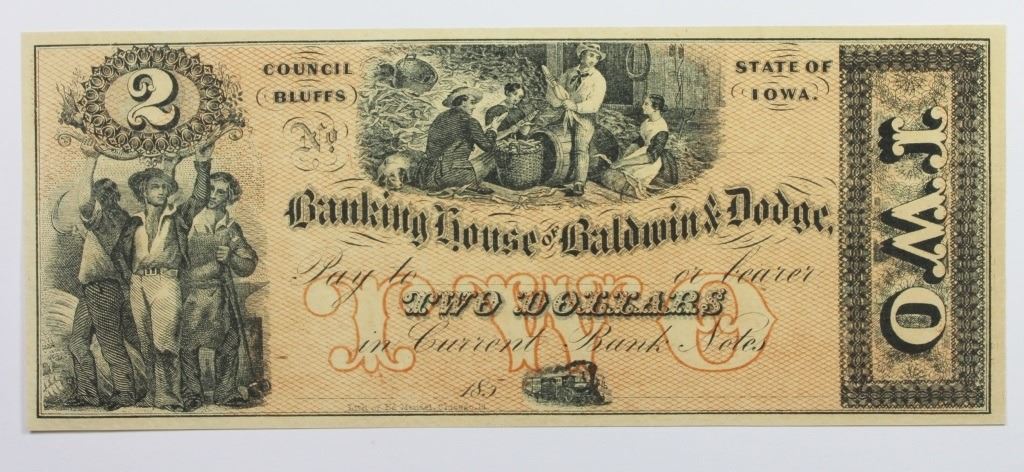 2
COUNCIL BLUFFS
STATE OF IOWA.
No
Banking House of Baldwin & Dodge,
Pay to or bearer
TWO DOLLARS
TWO
in Current Bank Notes
185
TWO